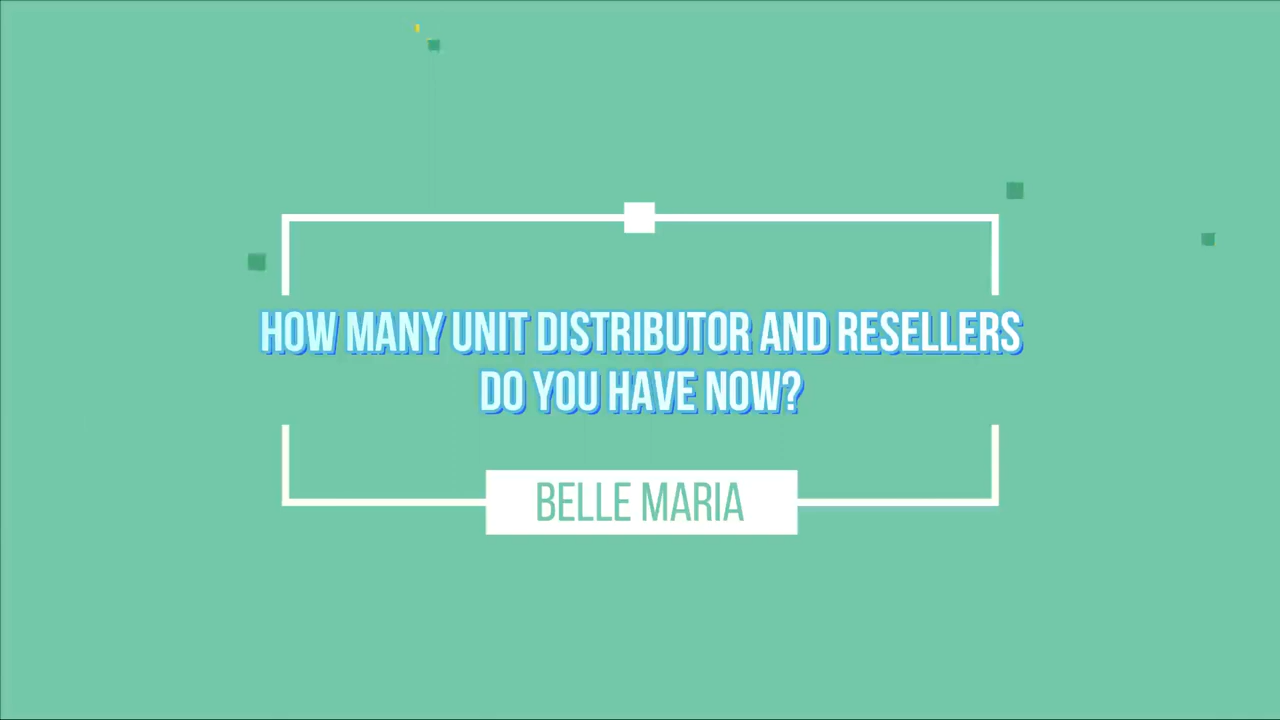 HOW MANY UNIT DISTRIBUTOR AND RESELLERS
DO YOU HAVE NOW?
BELLE MARIA